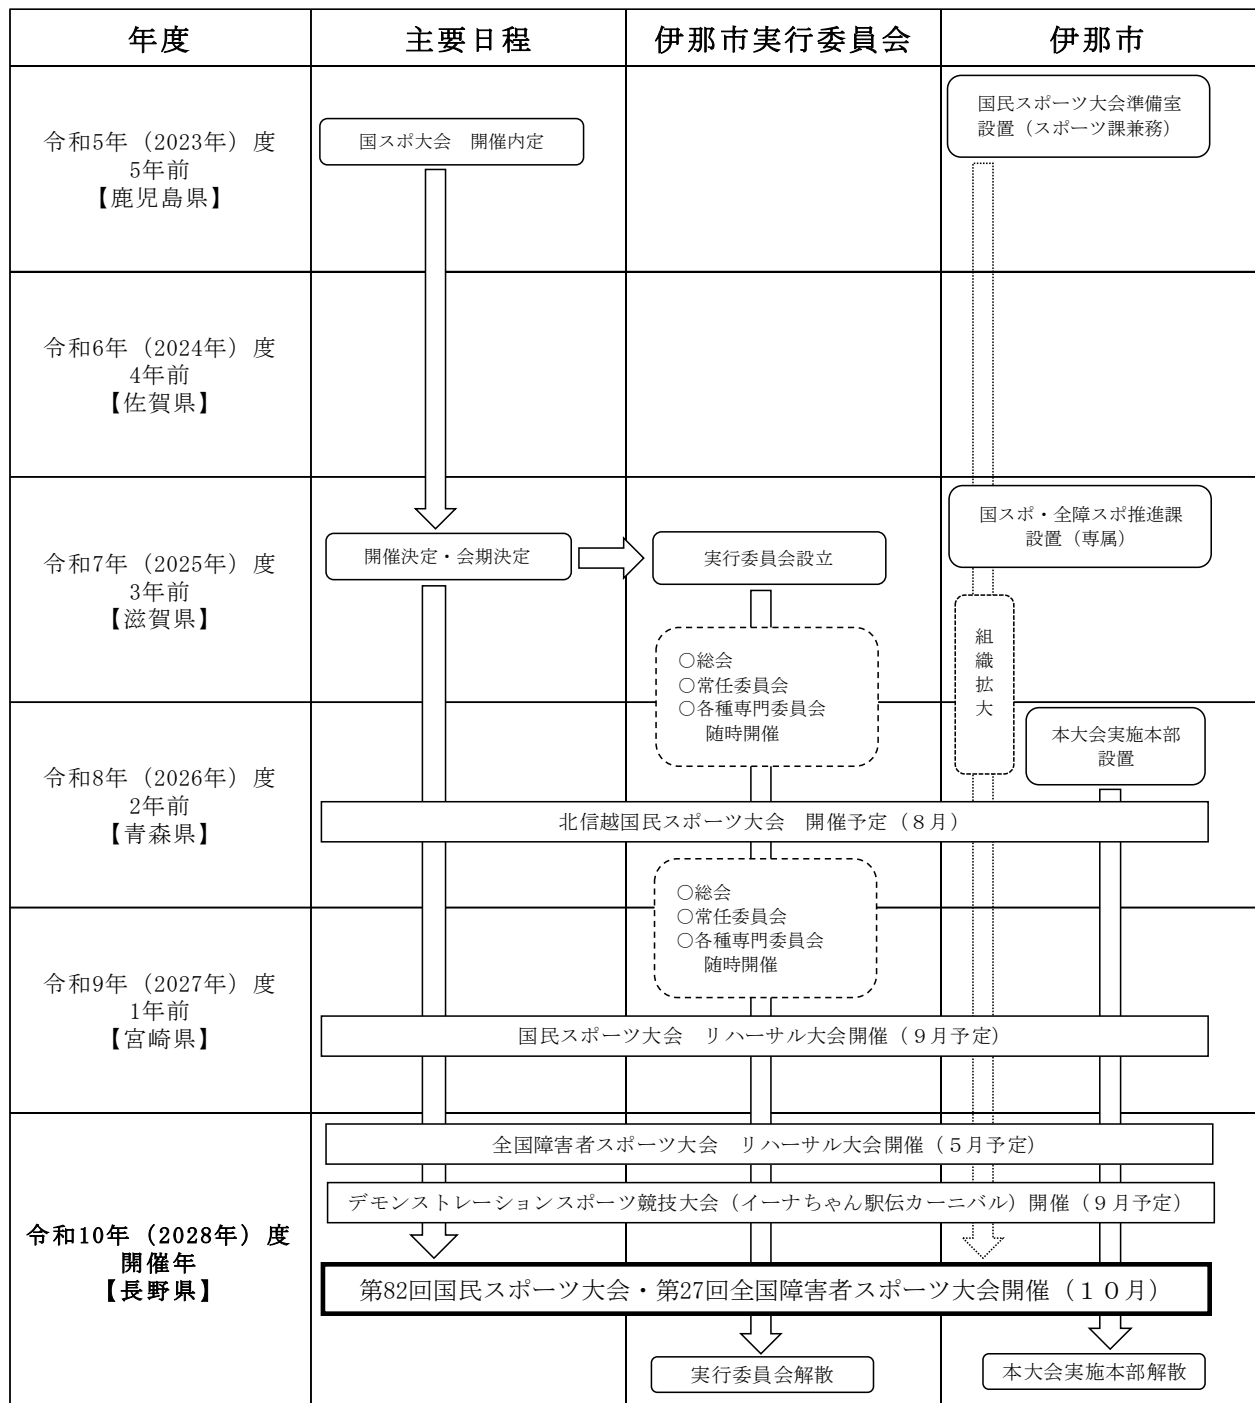 年度
主要日程
伊那市実行委員会
伊那市
令和5年（2023年）度
5年前
【鹿児島県】
国スポ大会　開催内定
国民スポーツ大会準備室
設置（スポーツ課兼務）
令和6年（2024年）度
4年前
【佐賀県】
令和7年（2025年）度
3年前
【滋賀県】
開催決定・会期決定
実行委員会設立
国スポ・全障スポ推進課
設置（専属）
○総会
○常任委員会
○各種専門委員会
随時開催
組織拡大
令和8年（2026年）度
2年前
【青森県】
本大会実施本部
設置
北信越国民スポーツ大会　開催予定（８月）
○総会
○常任委員会
○各種専門委員会
随時開催
令和9年（2027年）度
1年前
【宮崎県】
国民スポーツ大会　リハーサル大会開催（９月予定）
令和10年（2028年）度
開催年
【長野県】
全国障害者スポーツ大会　リハーサル大会開催（５月予定）
デモンストレーションスポーツ競技大会（イーナちゃん駅伝カーニバル）開催（９月予定）
第82回国民スポーツ大会・第27回全国障害者スポーツ大会開催（１０月）
実行委員会解散
本大会実施本部解散